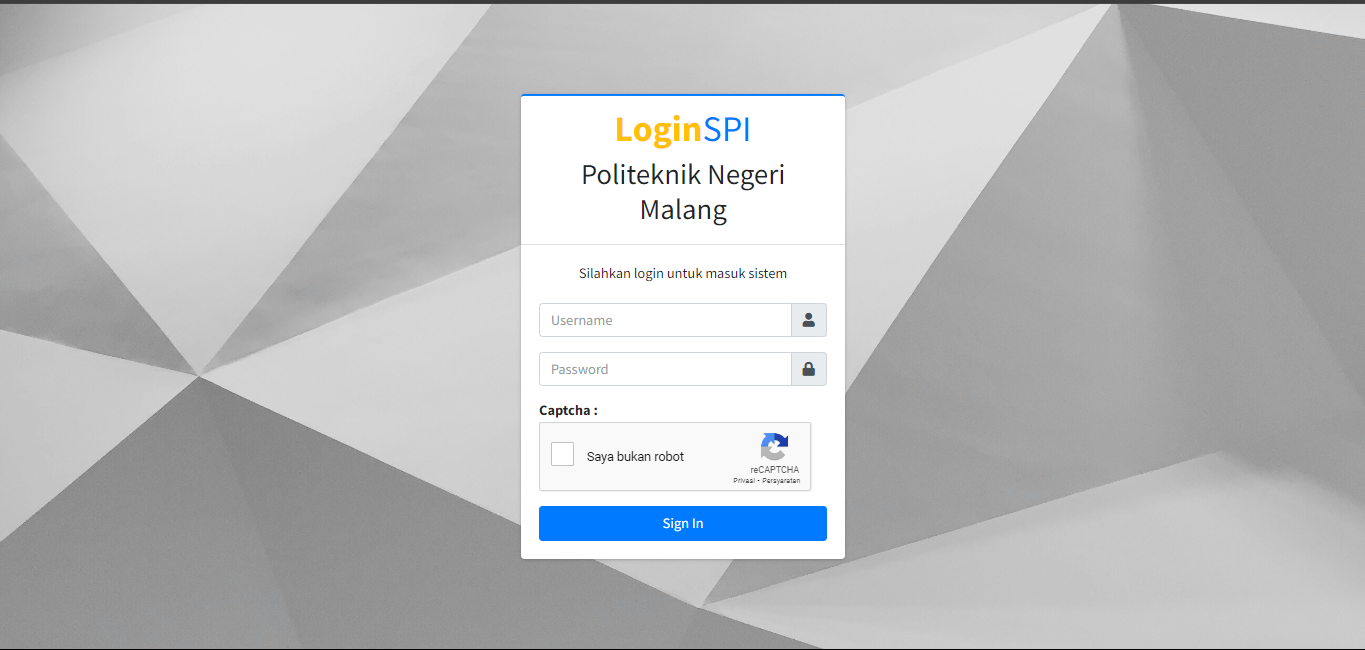 LoginSPI
Politeknik Negeri
Malang
Silahkan login untuk masuk sistem
Username
Password
Captcha :
Saya bukan robot
reCAPTCHA
Privasi - Persyaratan
Sign In